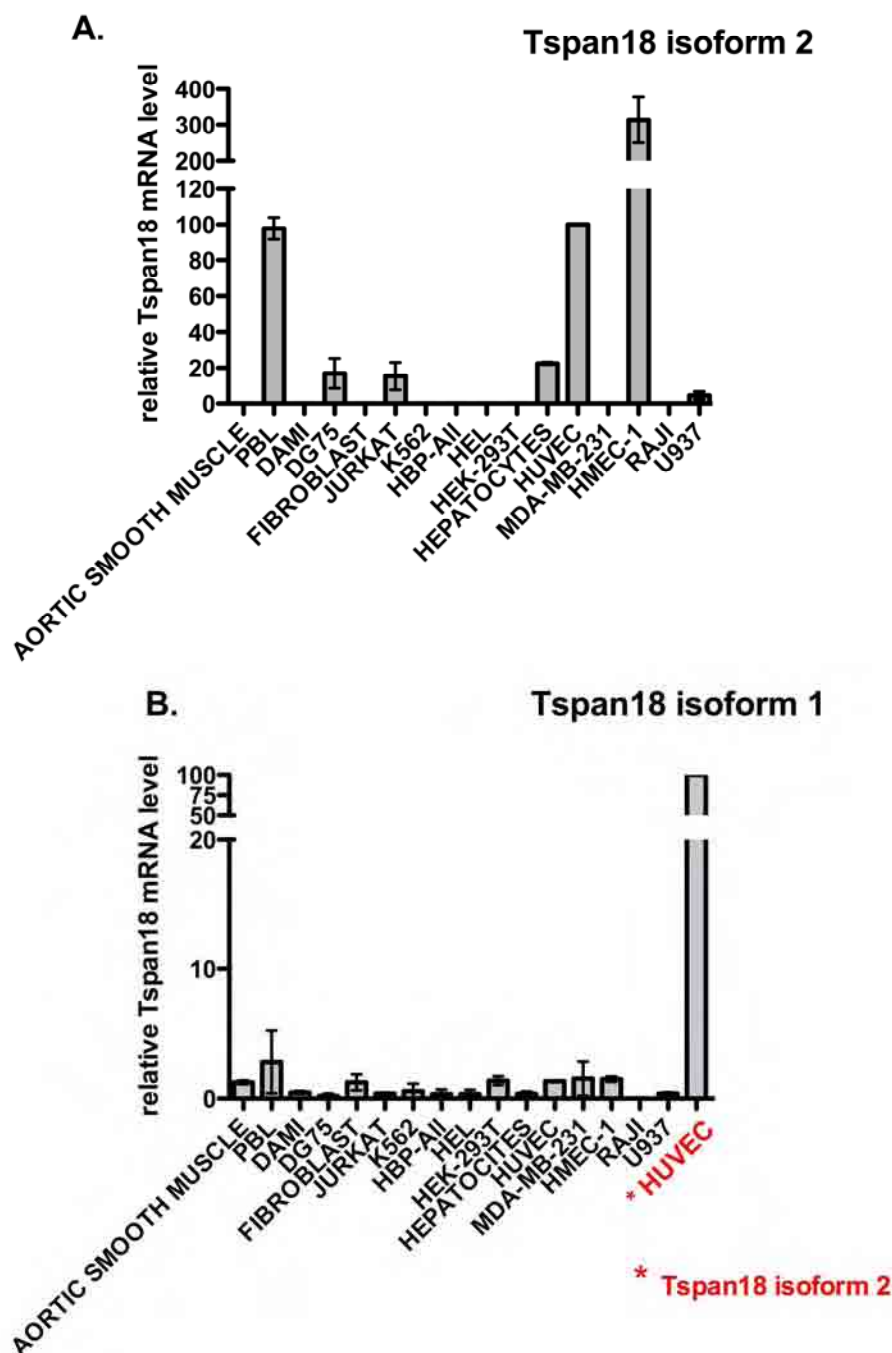 A.
Tspan18 isoform 2
relative Tspan18 mRNA level
400
300
200
120
100
80
60
40
20
0
AORTIC SMOOTH MUSCLE
PBL
DAMI
DG75
FIBROBLAST
JURKAT
K562
HBP-All
HEL
HEK-293T
HEPATOCYTES
HUVEC
MDA-MB-231
HMEC-1
RAJI
U937
B.
Tspan18 isoform 1
relative Tspan18 mRNA level
100
75
50
20
10
0
AORTIC SMOOTH MUSCLE
PBL
DAMI
DG75
FIBROBLAST
JURKAT
K562
HBP-All
HEL
HEK-293T
HEPATOCITES
HUVEC
MDA-MB-231
HMEC-1
RAJI
U937
* HUVEC
* Tspan18 isoform 2